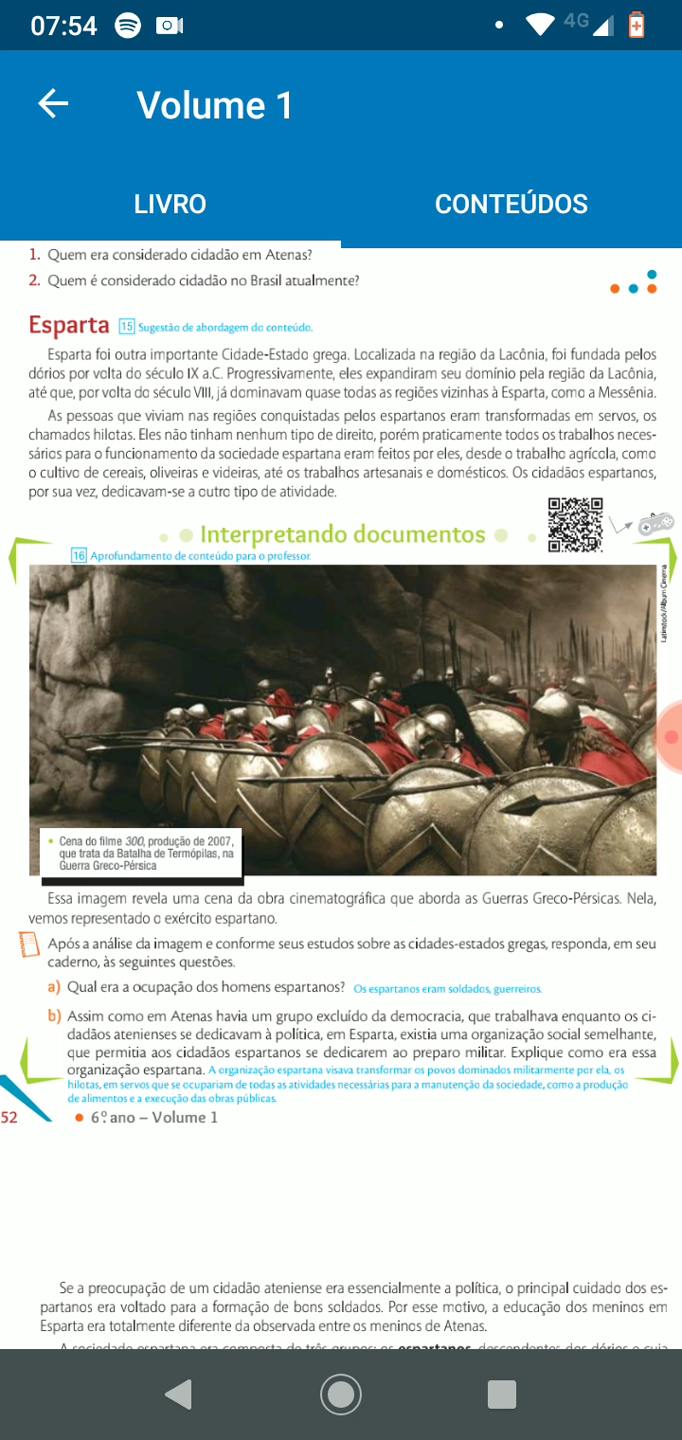 07:54
4G
Volume 1
LIVRO
CONTEÚDOS
1. Quem era considerado cidadão em Atenas?
2. Quem é considerado cidadão no Brasil atualmente?
Esparta 15 Sugestão de abordagem do conteúdo.
Esparta foi outra importante Cidade-Estado grega. Localizada na região da Lacônia, foi fundada pelos
dórios por volta do século IX a.C. Progressivamente, eles expandiram seu domínio pela região da Lacônia,
até que, por volta do século VIII, já dominavam quase todas as regiões vizinhas à Esparta, como a Messênia.
As pessoas que viviam nas regiões conquistadas pelos espartanos eram transformadas em servos, os
chamados hilotas. Eles não tinham nenhum tipo de direito, porém praticamente todos os trabalhos neces-
sários para o funcionamento da sociedade espartana eram feitos por eles, desde o trabalho agrícola, como
o cultivo de cereais, oliveiras e videiras, até os trabalhos artesanais e domésticos. Os cidadãos espartanos,
por sua vez, dedicavam-se a outro tipo de atividade.
Interpretando documentos
16 Aprofundamento de conteúdo para o professor.
Latinstock/Album Cinema
• Cena do filme 300, produção de 2007,
que trata da Batalha de Termópilas, na
Guerra Greco-Pérsica
Essa imagem revela uma cena da obra cinematográfica que aborda as Guerras Greco-Pérsicas. Nela,
vemos representado o exército espartano.
Após a análise da imagem e conforme seus estudos sobre as cidades-estados gregas, responda, em seu
caderno, às seguintes questões.
a) Qual era a ocupação dos homens espartanos? Os espartanos eram soldados, guerreiros.
b) Assim como em Atenas havia um grupo excluído da democracia, que trabalhava enquanto os ci-
dadãos atenienses se dedicavam à política, em Esparta, existia uma organização social semelhante,
que permitia aos cidadãos espartanos se dedicarem ao preparo militar. Explique como era essa
organização espartana. A organização espartana visava transformar os povos dominados militarmente por ela, os
hilotas, em servos que se ocupariam de todas as atividades necessárias para a manutenção da sociedade, como a produção
de alimentos e a execução das obras públicas.
52 • 6º. ano – Volume 1
Se a preocupação de um cidadão ateniense era essencialmente a política, o principal cuidado dos es-
partanos era voltado para a formação de bons soldados. Por esse motivo, a educação dos meninos em
Esparta era totalmente diferente da observada entre os meninos de Atenas.
A sociedade espartana era composta de três grupos: os espartanos, descendentes dos dórios e cuja